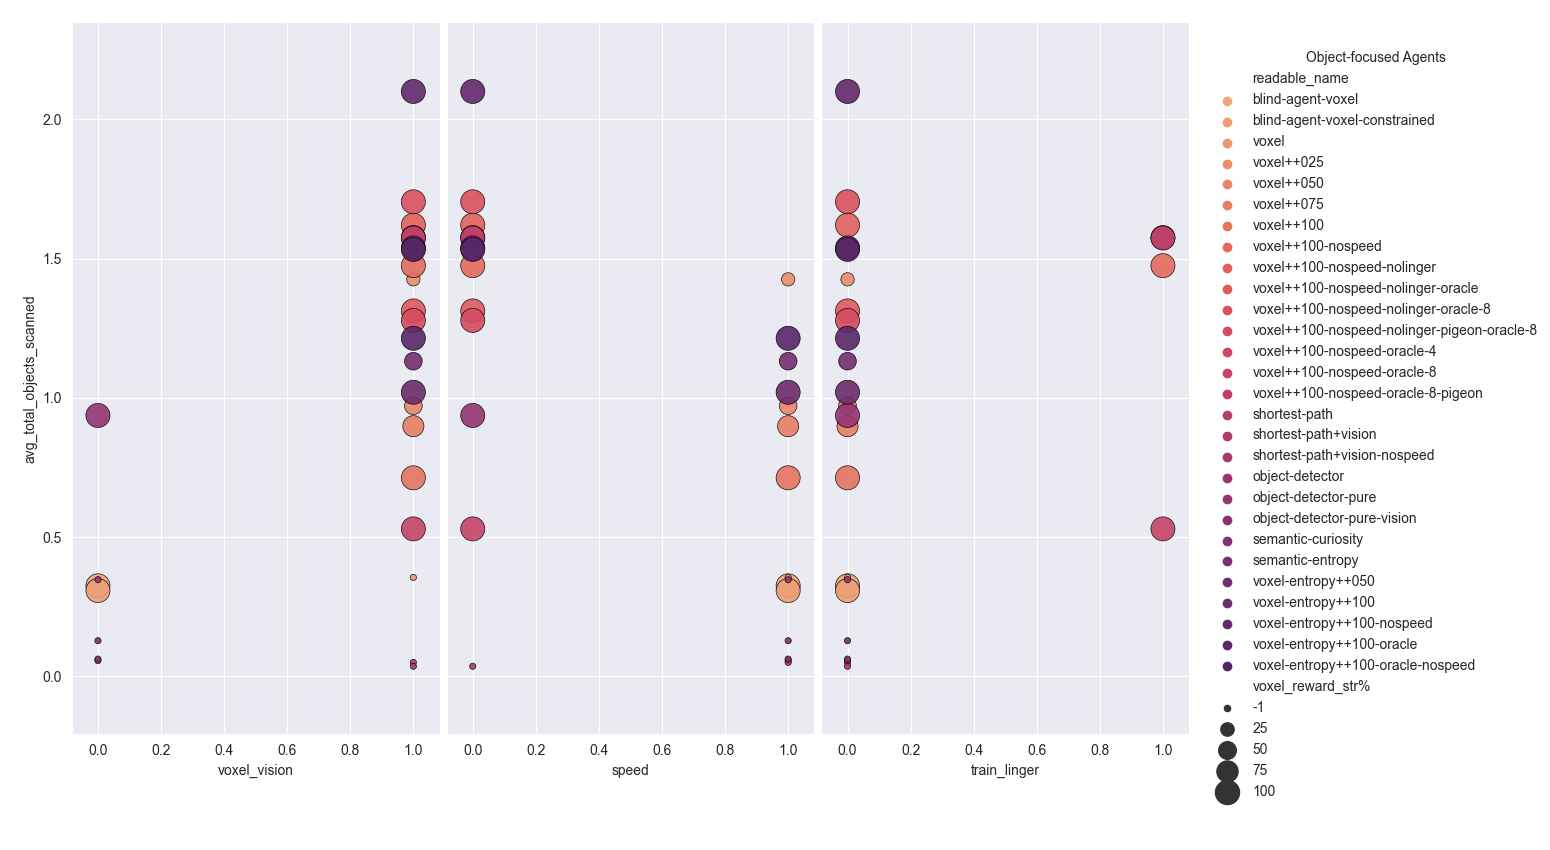 avg_total_objects_scanned
2.0
1.5
1.0
0.5
0.0
0.0 0.2 0.4 0.6 0.8 1.0
voxel_vision
0.0 0.2 0.4 0.6 0.8 1.0
speed
0.0 0.2 0.4 0.6 0.8 1.0
train_linger
Object-focused Agents
readable_name
blind-agent-voxel
blind-agent-voxel-constrained
voxel
voxel++025
voxel++050
voxel++075
voxel++100
voxel++100-nospeed
voxel++100-nospeed-nolinger
voxel++100-nospeed-nolinger-oracle
voxel++100-nospeed-nolinger-oracle-8
voxel++100-nospeed-nolinger-pigeon-oracle-8
voxel++100-nospeed-oracle-4
voxel++100-nospeed-oracle-8
voxel++100-nospeed-oracle-8-pigeon
shortest-path
shortest-path+vision
shortest-path+vision-nospeed
object-detector
object-detector-pure
object-detector-pure-vision
semantic-curiosity
semantic-entropy
voxel-entropy++050
voxel-entropy++100
voxel-entropy++100-nospeed
voxel-entropy++100-oracle
voxel-entropy++100-oracle-nospeed
voxel_reward_str%
-1
25
50
75
100